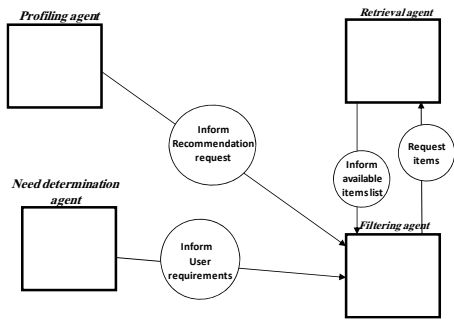 Profiling agent
Retrieval agent
Inform
Recommendation
request
Inform
available
items list
Request
items
Need determination
agent
Inform
User
requirements
Filtering agent